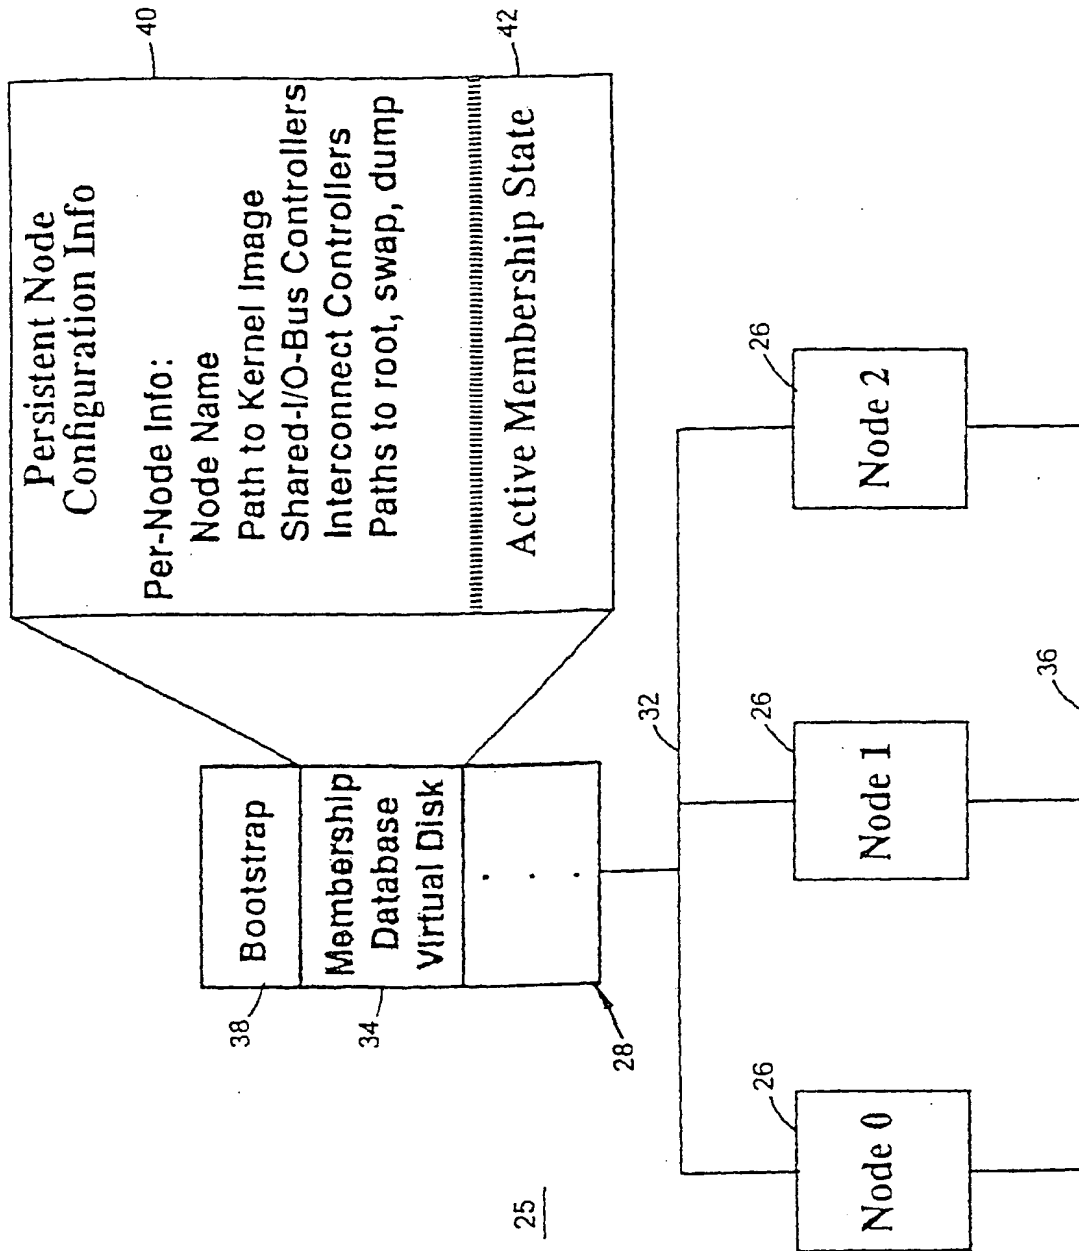 Persistent Node
Configuration Info
Per-Node Info:
Node Name
Path to Kernel Image
Shared-I/O-Bus Controllers
Interconnect Controllers
Paths to root, swap, dump
Active Membership State
40
42
Bootstrap
Membership
Database
Virtual Disk
.
.
.
38
34
28
25
32
26
Node 0
26
Node 1
26
Node 2
36